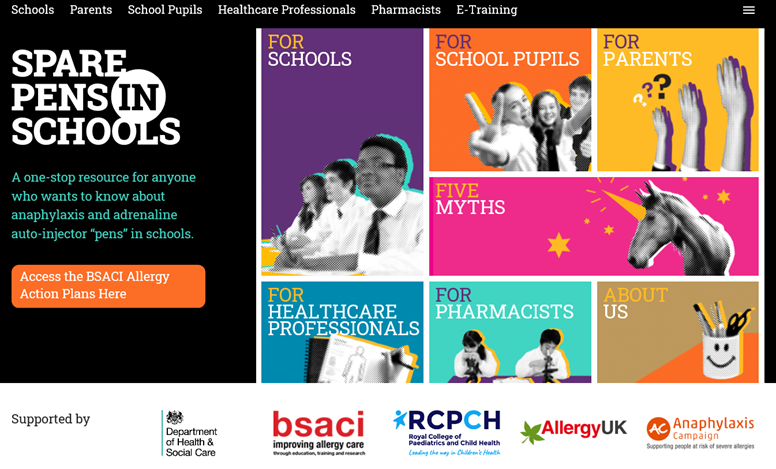 Schools Parents School Pupils Healthcare Professionals Pharmacists E-Training
SPARE
PENS IN
SCHOOLS
A one-stop resource for anyone
who wants to know about
anaphylaxis and adrenaline
auto-injector “pens” in schools.
Access the BSACI Allergy
Action Plans Here
FOR
SCHOOLS
FOR
SCHOOL PUPILS
FOR
PARENTS
???
FIVE
MYTHS
FOR
HEALTHCARE
PROFESSIONALS
FOR
PHARMACISTS
ABOUT
US
Supported by
Department
of Health &
Social Care
bsaci
improving allergy care
through education, training and research
RCPCH
Royal College of
Paediatrics and Child Health
Leading the way in Children's Health
AllergyUK
AC Anaphylaxis
Campaign
Supporting people at risk of severe allergies